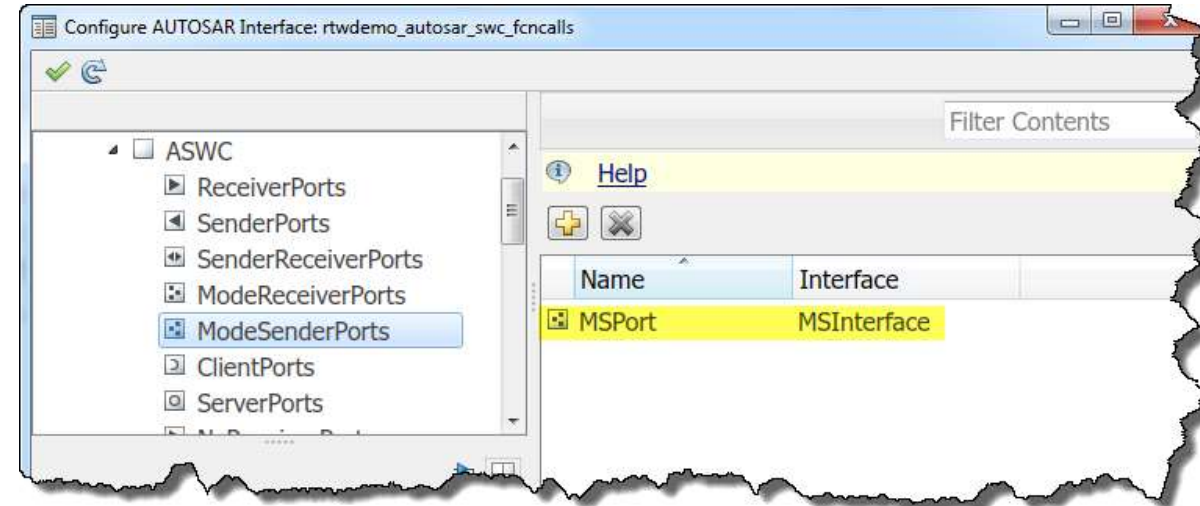 Configure AUTOSAR Interface: rtwdemo_autosar_swc_fcncalls
Filter Contents
ASWC
ReceiverPorts
SenderPorts
SenderReceiverPorts
ModeReceiverPorts
ModeSenderPorts
ClientPorts
ServerPorts
Help
Name Interface
MSPort MSInterface